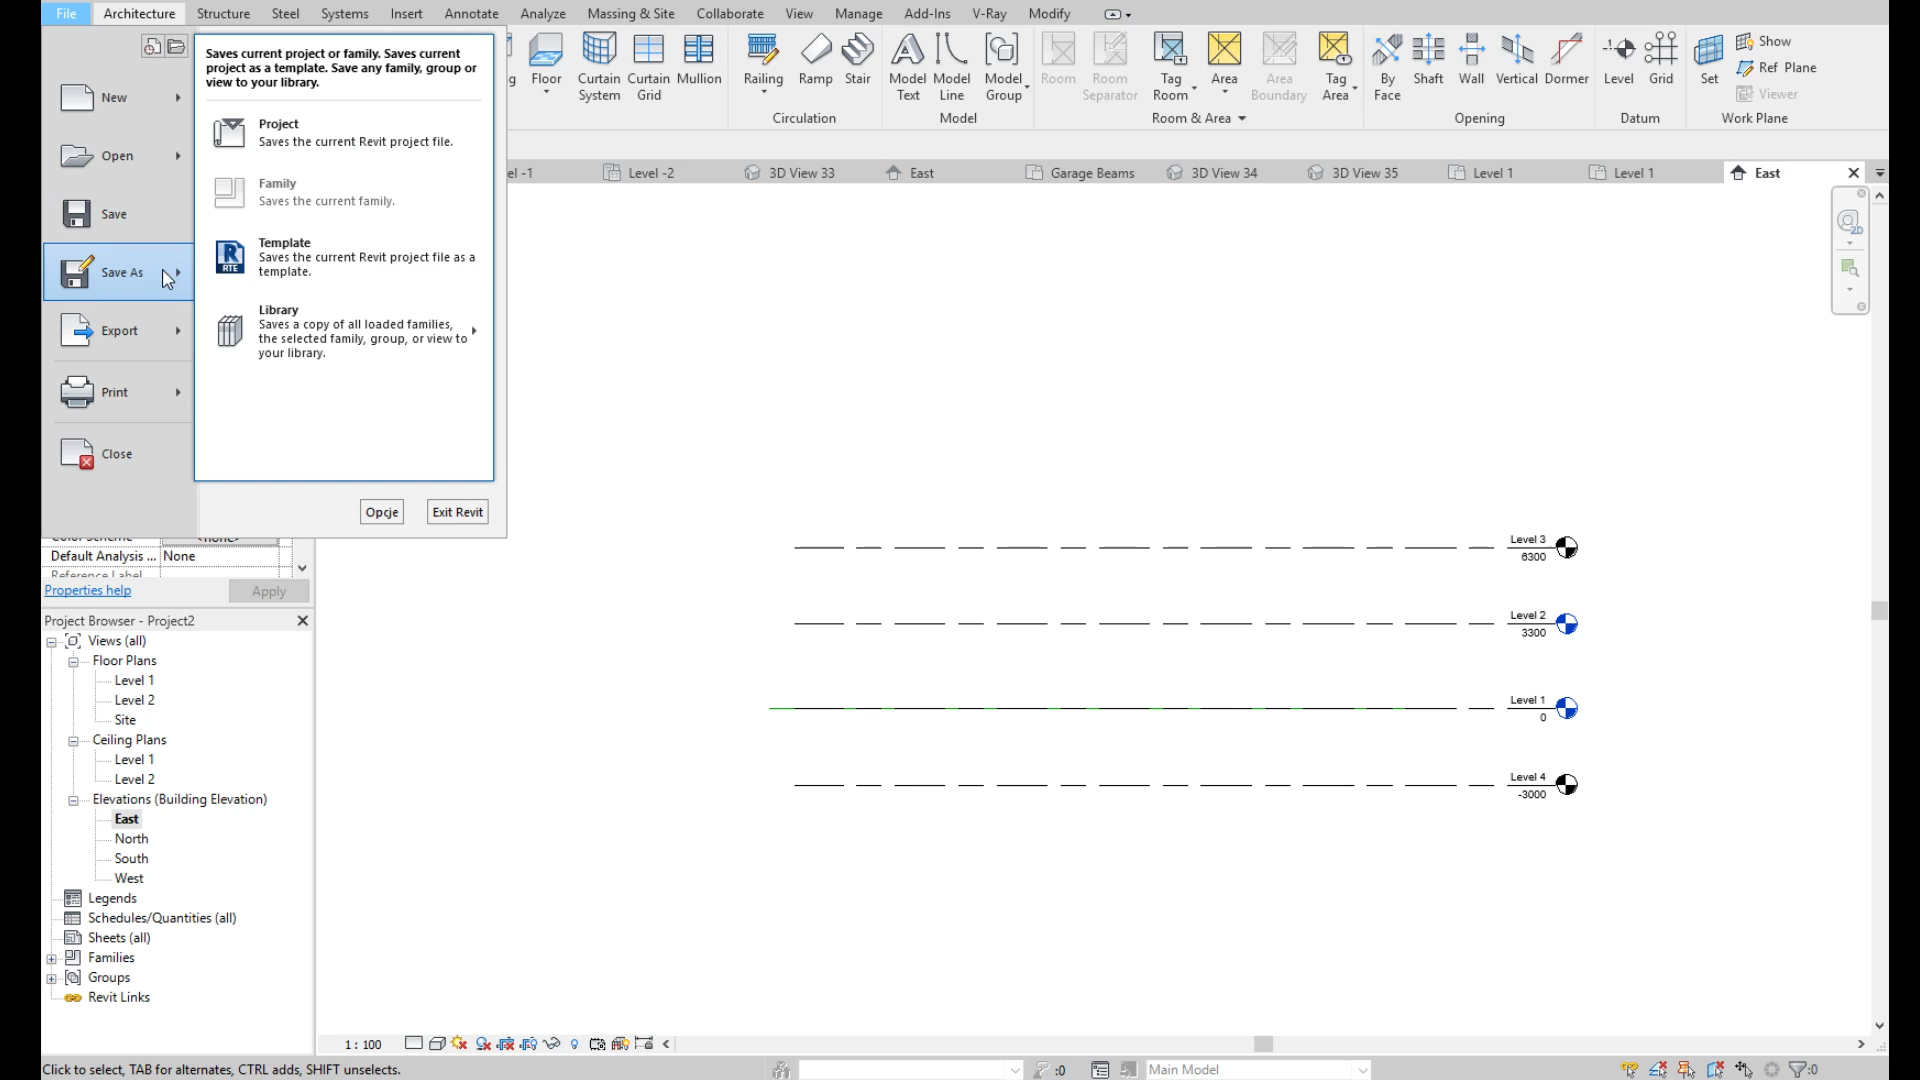 File Architecture Structure Steel Systems Insert Annotate Analyze Massing & Site Collaborate View Manage Add-Ins V-Ray Modify
Saves current project or family. Saves current
project as a template. Save any family, group or
view to your library.
New
Open
Save
Save As
Export
Print
Close
Project
Saves the current Revit project file.
Family
Saves the current family.
R
RTE
Template
Saves the current Revit project file as a
template.
Library
Saves a copy of all loaded families,
the selected family, group, or view to
your library.
Opcje Exit Revit
Floor
Curtain
System
Curtain
Grid
Mullion
Railing
Ramp
Stair
Circulation
Model
Text
Model
Line
Model
Group
Model
Room
Room
Separator
Tag
Room
Area
Area
Boundary
Tag
Area
Room & Area
By
Face
Shaft
Wall
Vertical
Dormer
Opening
Level
Grid
Datum
Set
Show
Ref Plane
Viewer
Work Plane
el -1 Level -2 3D View 33 East Garage Beams 3D View 34 3D View 35 Level 1 Level 1 East
2D
Default Analysis ... None
Properties help Apply
Project Browser - Project2
Views (all)
Floor Plans
Level 1
Level 2
Site
Ceiling Plans
Level 1
Level 2
Elevations (Building Elevation)
East
North
South
West
Legends
Schedules/Quantities (all)
Sheets (all)
Families
Groups
Revit Links
Level 3
6300
Level 2
3300
Level 1
0
Level 4
-3000
1 : 100
Click to select, TAB for alternates, CTRL adds, SHIFT unselects. :0 Main Model :0